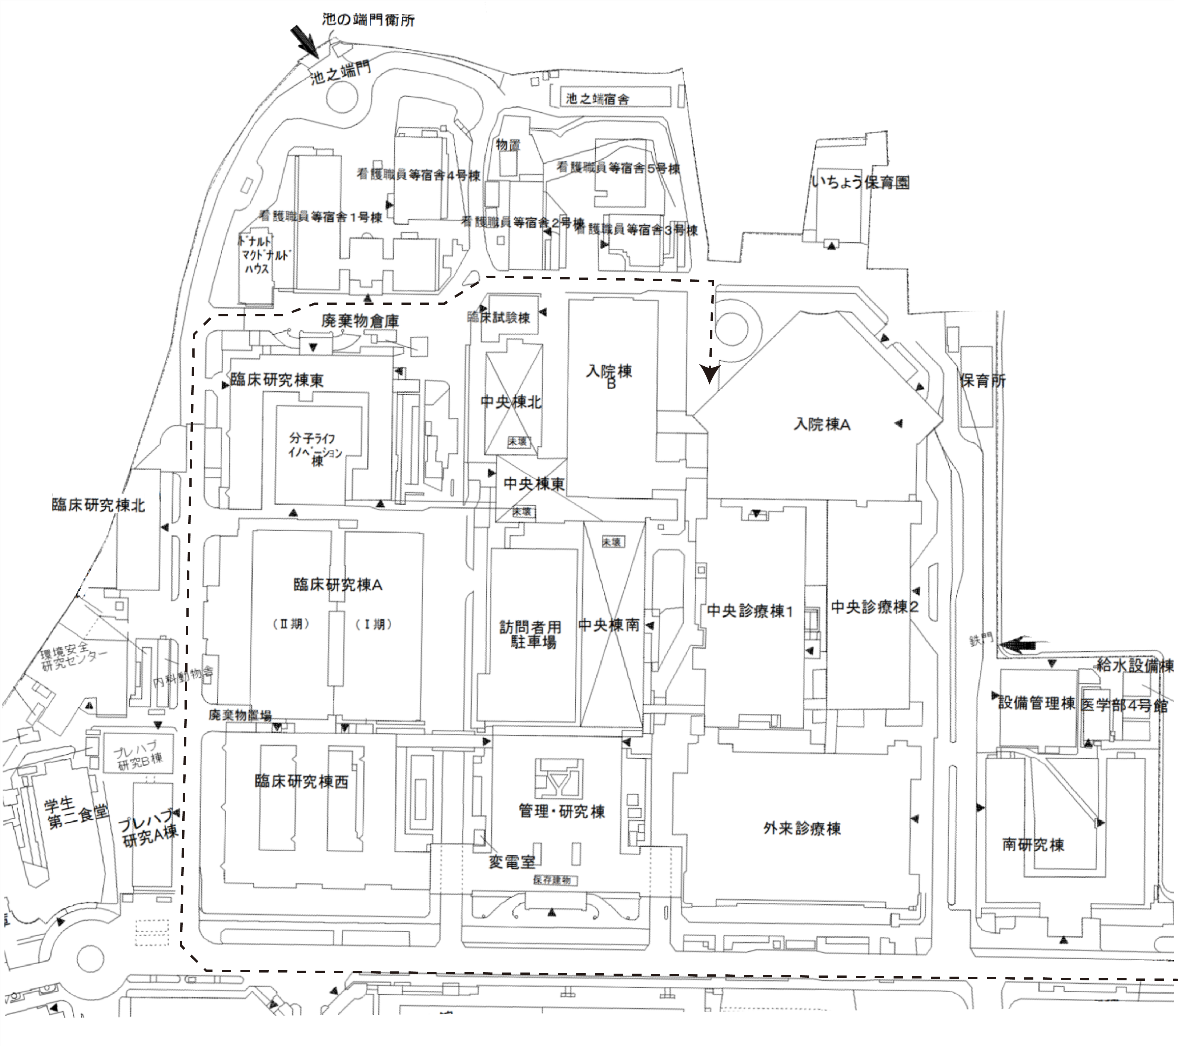 池の端門衛所
池之端門
池之端宿舎
物置
看護職員等宿舎4号棟
看護職員等宿舎5号棟
いちょう保育園
看護職員等宿舎1号棟
看護職員等宿舎2号棟
看護職員等宿舎3号棟
ドナルド
マクドナルド
ハウス
廃棄物倉庫
臨床試験棟
臨床研究棟東
入院棟
B
保育所
中央棟北
入院棟A
分子ライフ
イノベーション
棟
未壊
中央棟東
臨床研究棟北
未壊
未壊
臨床研究棟A
(Ⅱ期)
(Ⅰ期)
訪問者用
駐車場
中央棟南
中央診療棟1
中央診療棟2
鉄門
環境安全
研究センター
内科動物舎
給水設備棟
設備管理棟
医学部4号館
廃棄物置場
プレハブ
研究B棟
臨床研究棟西
学生
第二食堂
プレハブ
研究A棟
管理・研究棟
外来診療棟
南研究棟
変電室
保存建物